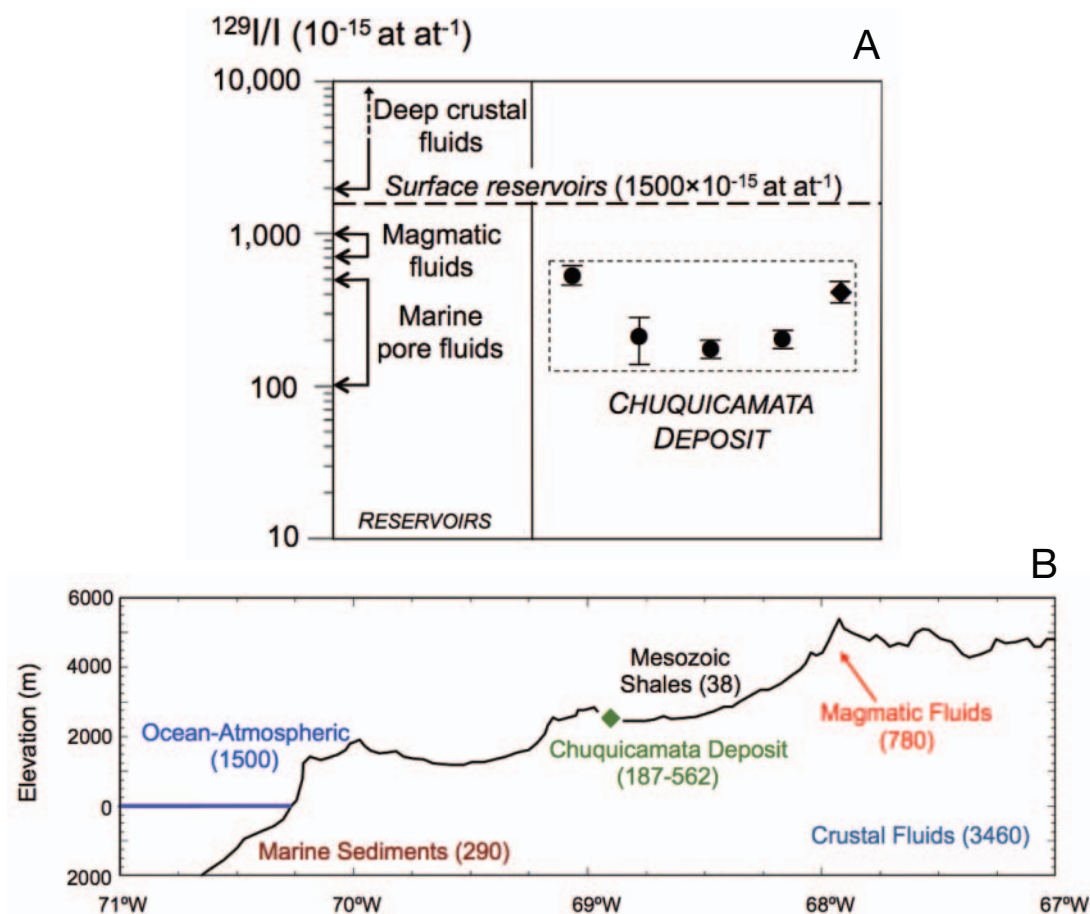 ¹²⁹I/I (10⁻¹⁵ at at⁻¹)
A
10,000
1,000
100
10
Deep crustal
fluids
Surface reservoirs (1500×10⁻¹⁵ at at⁻¹)
Magmatic
fluids
Marine
pore fluids
CHUQUICAMATA
DEPOSIT
RESERVOIRS
B
Elevation (m)
6000
4000
2000
0
2000
Mesozoic
Shales (38)
Ocean-Atmospheric
(1500)
Chuquicamata Deposit
(187-562)
Magmatic Fluids
(780)
Marine Sediments (290)
Crustal Fluids (3460)
71ºW
70ºW
69ºW
68ºW
67ºW